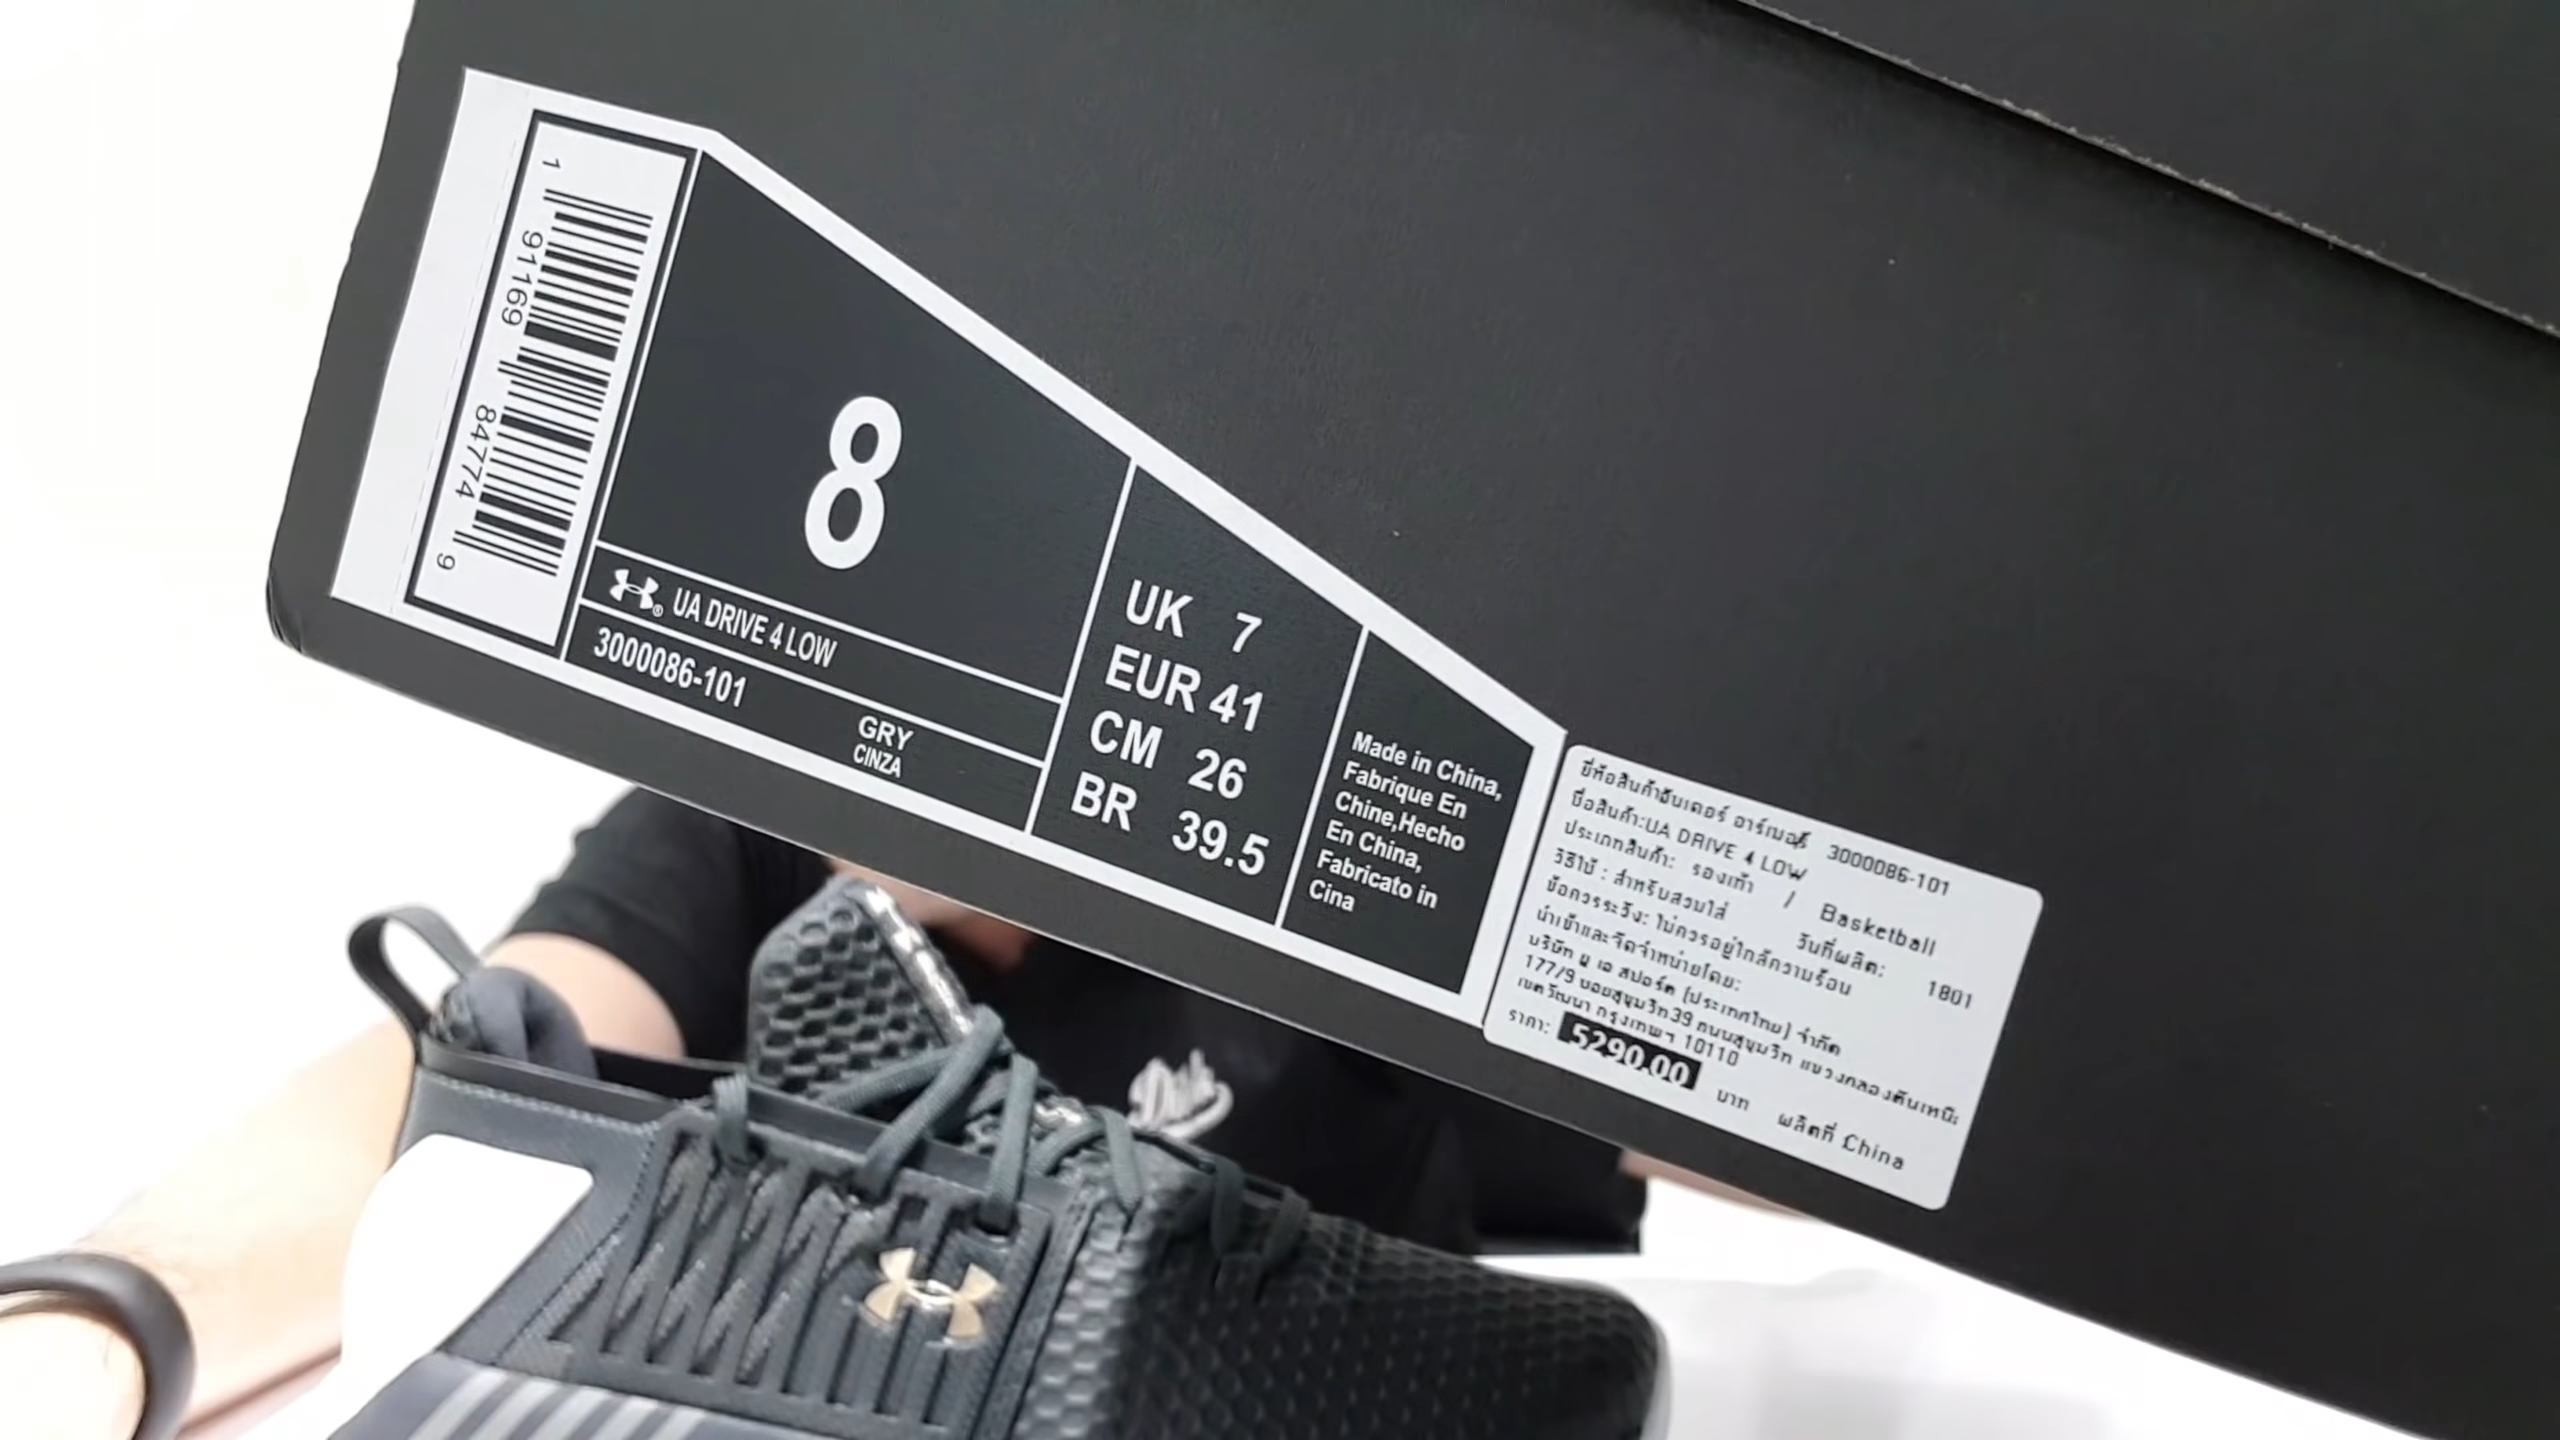 1 91169 84774 9
8
UA DRIVE 4 LOW
3000086-101
GRY
CINZA
UK 7
EUR 41
CM 26
BR 39.5
Made in China,
Fabrique En
Chine,Hecho
En China,
Fabricato in
Cina
ยี่ห้อสินค้าอันเดอร์ อาร์เมอร์ 3000086-101
ชื่อสินค้า:UA DRIVE 4 LOW
ประเภทสินค้า: รองเท้า / Basketball
วิธีใช้ : สำหรับสวมใส่ วันที่ผลิต: 1801
ข้อควรระวัง: ไม่ควรอยู่ใกล้ความร้อน
นำเข้าและจัดจำหน่ายโดย:
บริษัท ยู เอ สปอร์ต (ประเทศไทย) จำกัด
177/9 ซอยสุขุมวิท39 ถนนสุขุมวิท แขวงคลองตันเหนือ
เขตวัฒนา กรุงเทพฯ 10110
ราคา: 5290.00 บาท ผลิตที่ China